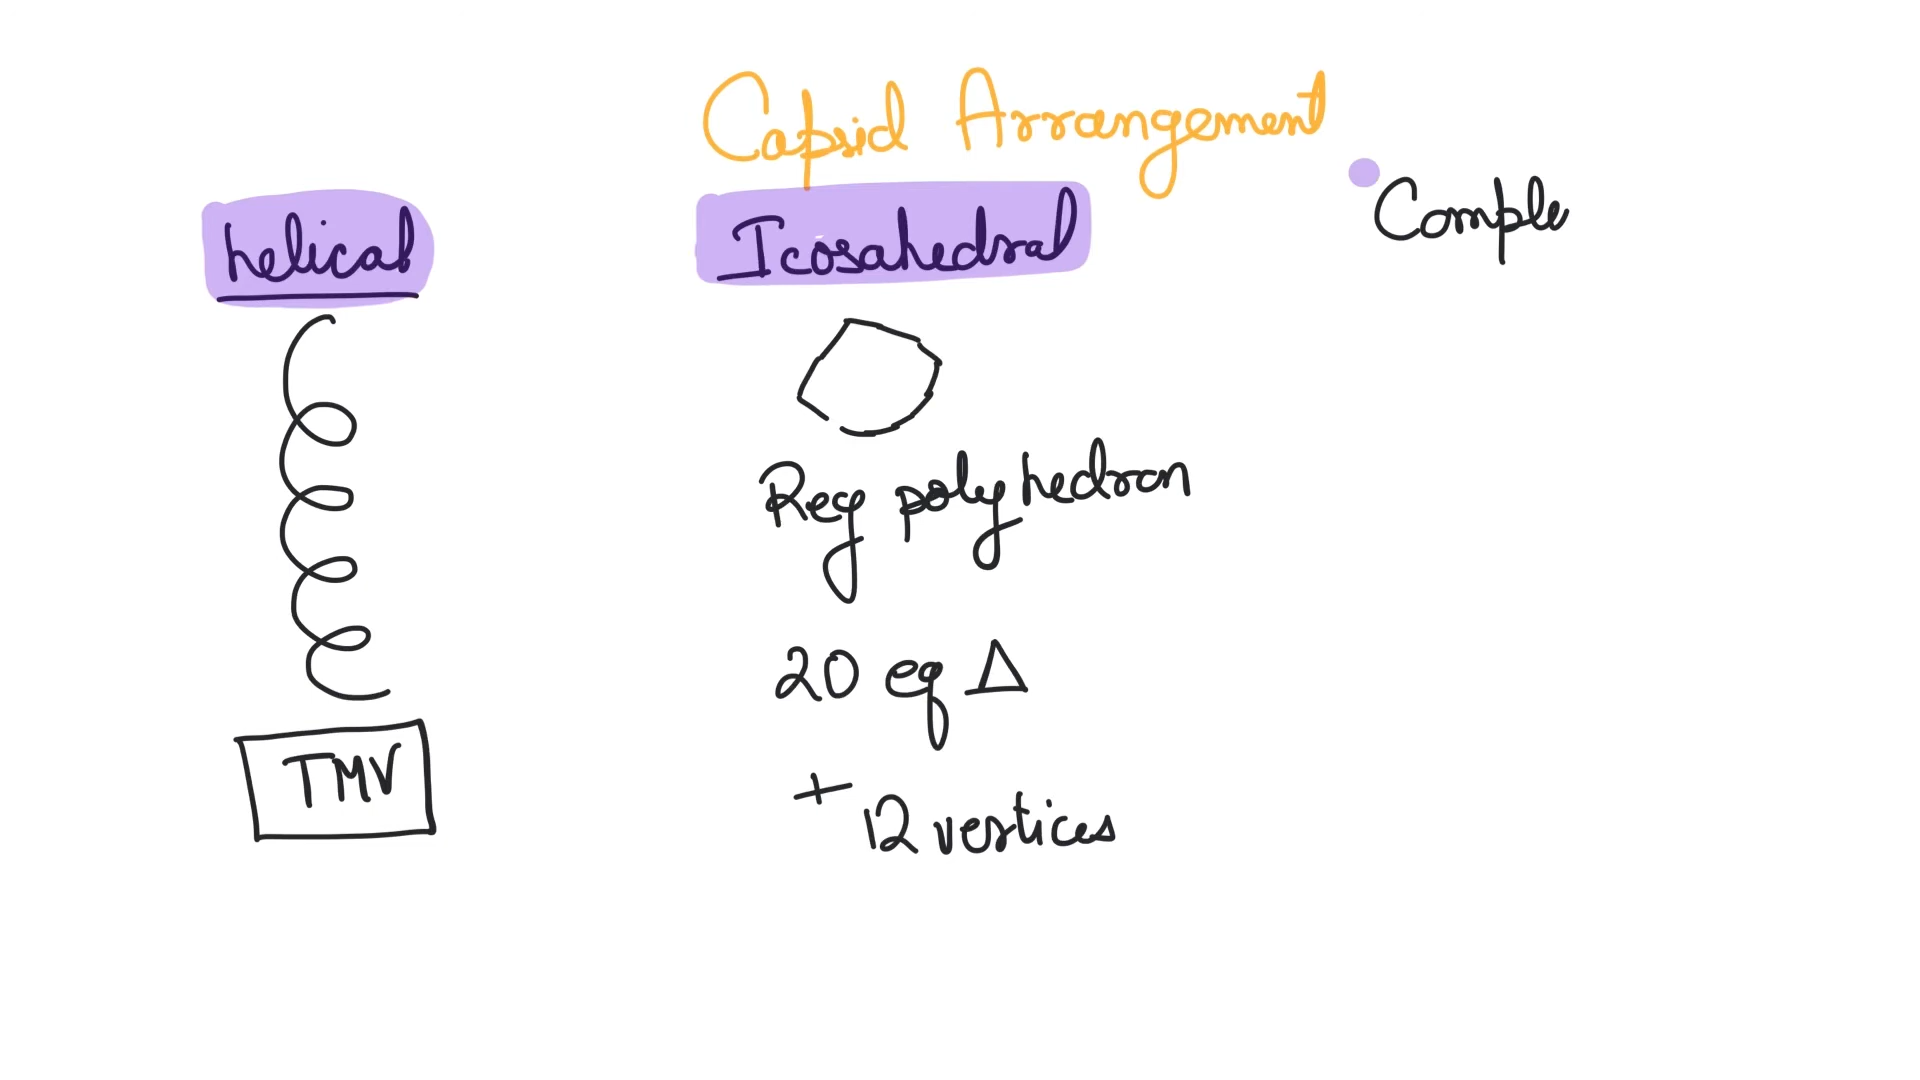 Capsid Arrangement
helical
Icosahedral
Comple
Reg polyhedron
20 eq Δ
TMV
+ 12 vertices